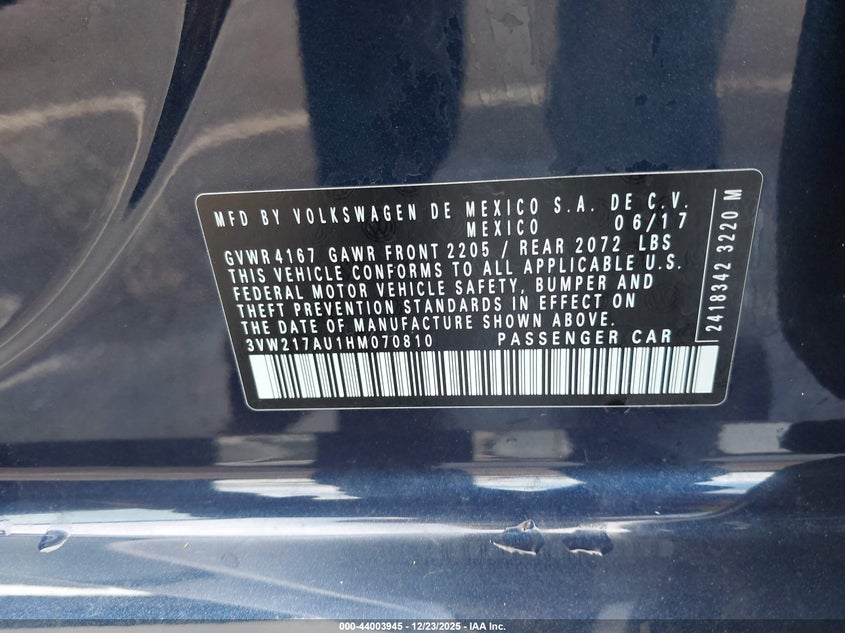 MFD BY VOLKSWAGEN DE MEXICO S.A. DE C.V.
MEXICO 06/17
GVWR 4167 GAWR FRONT 2205 / REAR 2072 LBS
THIS VEHICLE CONFORMS TO ALL APPLICABLE U.S.
FEDERAL MOTOR VEHICLE SAFETY, BUMPER AND
THEFT PREVENTION STANDARDS IN EFFECT ON
THE DATE OF MANUFACTURE SHOWN ABOVE.
3VW217AU1HM070810 PASSENGER CAR
2418342 3220 M
000-44003945 - 12/23/2025 - IAA Inc.